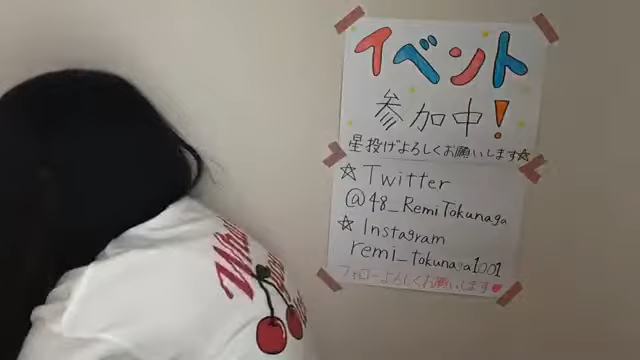 イベント
参加中!
星投げよろしくお願いします☆
☆Twitter
@48_RemiTokunaga
☆Instagram
remi_tokunaga1001
フォローよろしくお願いします♥